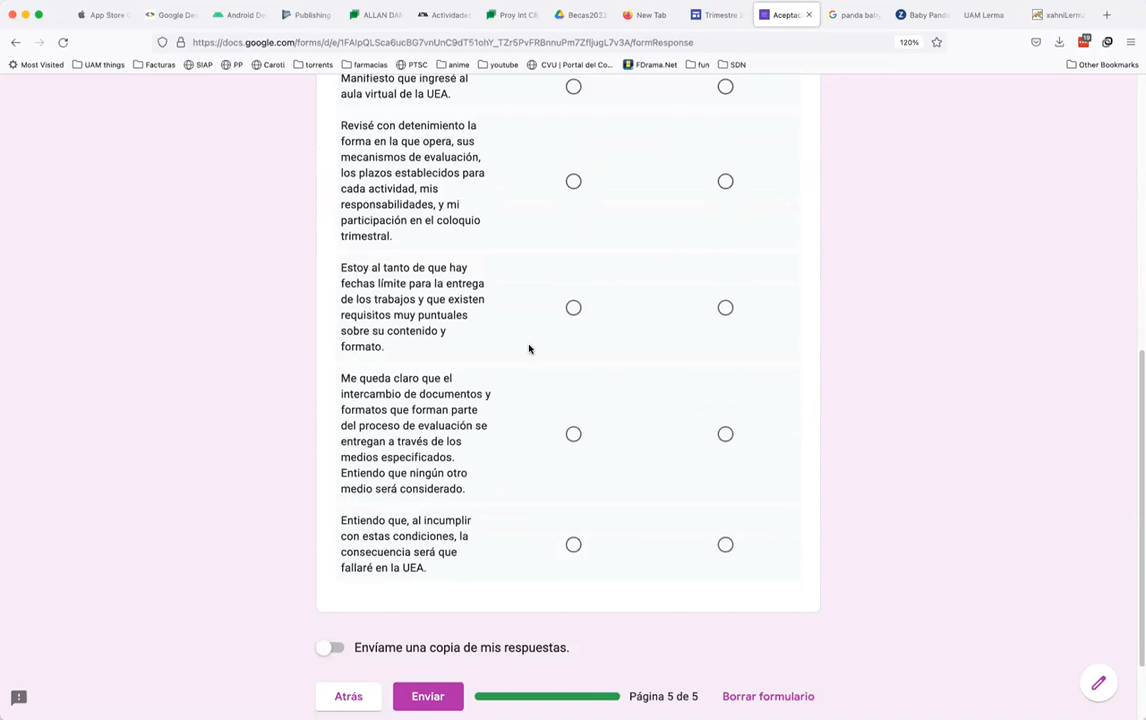 App Store C
Google De
Android De
Publishing
ALLAN DAN
Actividades
Proy Int CB
Becas2022
New Tab
Trimestre 2
Aceptac
panda baby
Baby Panda
UAM Lerma
xahniLerma
https://docs.google.com/forms/d/e/1FAIpQLSca6ucBG7vnUnC9dT51ohY_TZr5PvFRBnnuPm7ZfljugL7v3A/formResponse
120%
Most Visited
UAM things
Facturas
SIAP
PP
Caroti
torrents
farmacias
PTSC
anime
youtube
CVU | Portal del Co...
FDrama.Net
fun
SDN
Other Bookmarks
Manifiesto que ingresé al
aula virtual de la UEA.
Revisé con detenimiento la
forma en la que opera, sus
mecanismos de evaluación,
los plazos establecidos para
cada actividad, mis
responsabilidades, y mi
participación en el coloquio
trimestral.
Estoy al tanto de que hay
fechas límite para la entrega
de los trabajos y que existen
requisitos muy puntuales
sobre su contenido y
formato.
Me queda claro que el
intercambio de documentos y
formatos que forman parte
del proceso de evaluación se
entregan a través de los
medios especificados.
Entiendo que ningún otro
medio será considerado.
Entiendo que, al incumplir
con estas condiciones, la
consecuencia será que
fallaré en la UEA.
Envíame una copia de mis respuestas.
Atrás
Enviar
Página 5 de 5
Borrar formulario